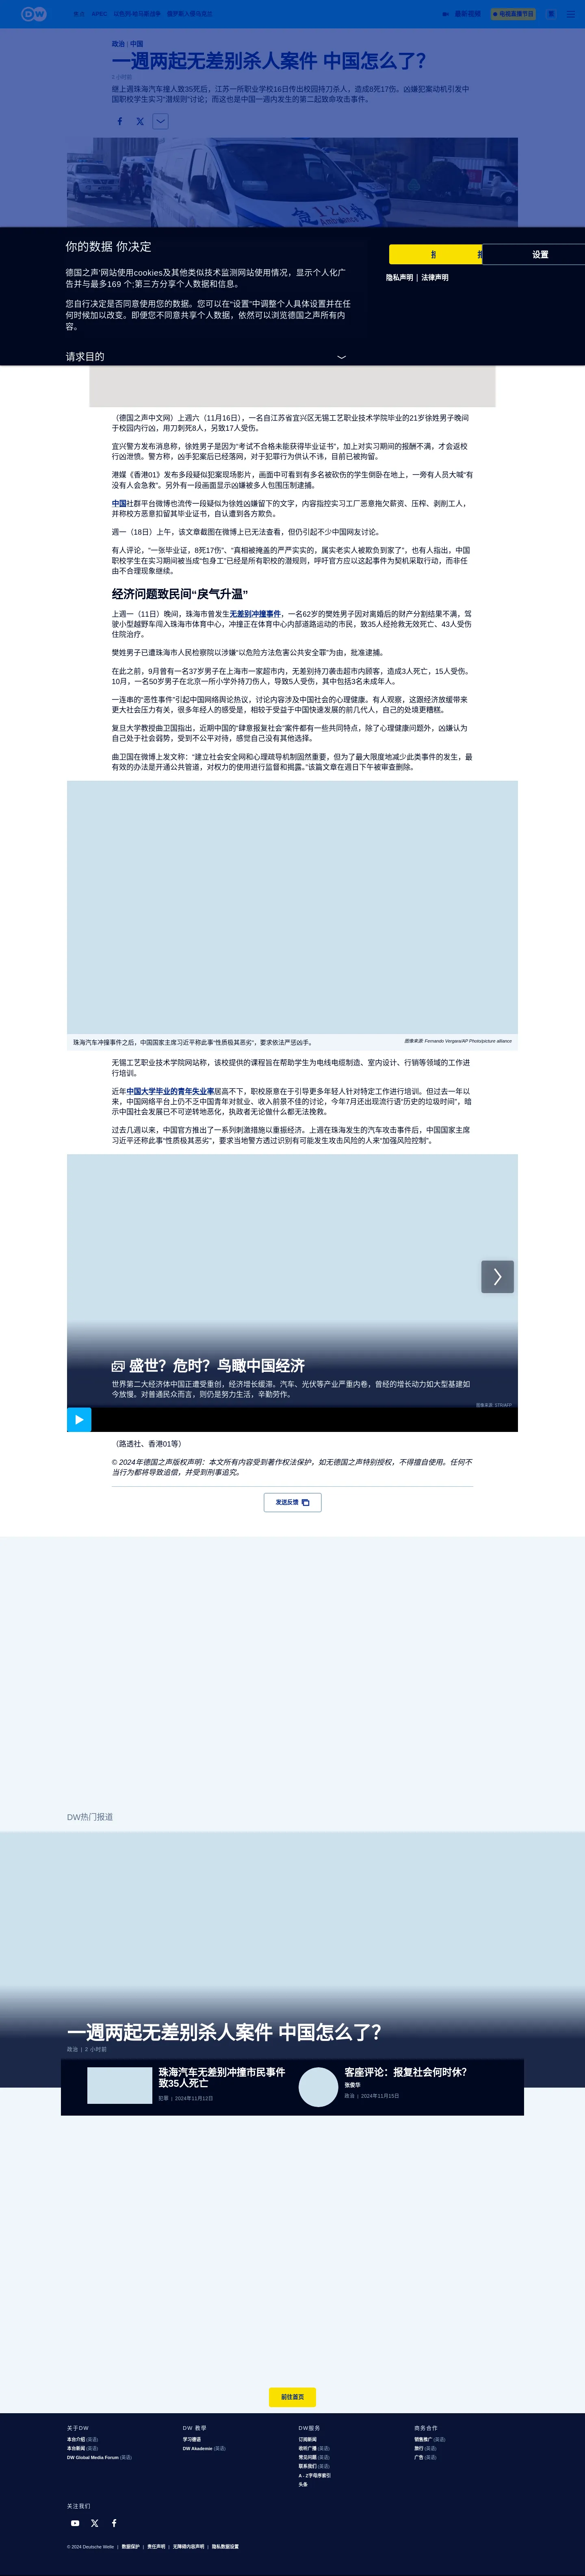 DW
焦点 APEC 以色列-哈马斯战争 俄罗斯入侵乌克兰
最新视频 电视直播节目
政治 | 中国
一週两起无差别杀人案件 中国怎么了？
2 小时前
继上週珠海汽车撞人致35死后，江苏一所职业学校16日传出校园持刀杀人，造成8死17伤。凶嫌犯案动机引发中
国职校学生实习“潜规则”讨论；而这也是中国一週内发生的第二起致命攻击事件。
你的数据 你决定
德国之声'网站使用cookies及其他类似技术监测网站使用情况，显示个人化广
告并与最多169 个;第三方分享个人数据和信息。
您自行决定是否同意使用您的数据。您可以在“设置”中调整个人具体设置并在任
何时候加以改变。即便您不同意共享个人数据，依然可以浏览德国之声所有内
容。
请求目的
设置
隐私声明 | 法律声明
（德国之声中文网）上週六（11月16日），一名自江苏省宜兴区无锡工艺职业技术学院毕业的21岁徐姓男子晚间
于校园内行凶，用刀刺死8人，另致17人受伤。
宜兴警方发布消息称，徐姓男子是因为“考试不合格未能获得毕业证书”，加上对实习期间的报酬不满，才会返校
行凶泄愤。警方称，凶手犯案后已经落网，对于犯罪行为供认不讳，目前已被拘留。
港媒《香港01》发布多段疑似犯案现场影片，画面中可看到有多名被砍伤的学生倒卧在地上，一旁有人员大喊“有
没有人会急救”。另外有一段画面显示凶嫌被多人包围压制逮捕。
中国社群平台微博也流传一段疑似为徐姓凶嫌留下的文字，内容指控实习工厂恶意拖欠薪资、压榨、剥削工人，
并称校方恶意扣留其毕业证书，自认遭到各方欺负。
週一（18日）上午，该文章截图在微博上已无法查看，但仍引起不少中国网友讨论。
有人评论，“一张毕业证，8死17伤”、“真相被掩盖的严严实实的，属实老实人被欺负到家了”，也有人指出，中国
职校学生在实习期间被当成“包身工”已经是所有职校的潜规则，呼吁官方应以这起事件为契机采取行动，而非任
由不合理现象继续。
经济问题致民间“戾气升温”
上週一（11日）晚间，珠海市曾发生无差别冲撞事件，一名62岁的樊姓男子因对离婚后的财产分割结果不满，驾
驶小型越野车闯入珠海市体育中心，冲撞正在体育中心内部道路运动的市民，致35人经抢救无效死亡、43人受伤
住院治疗。
樊姓男子已遭珠海市人民检察院以涉嫌“以危险方法危害公共安全罪”为由，批准逮捕。
在此之前，9月曾有一名37岁男子在上海市一家超市内，无差别持刀袭击超市内顾客，造成3人死亡，15人受伤。
10月，一名50岁男子在北京一所小学外持刀伤人，导致5人受伤，其中包括3名未成年人。
一连串的“恶性事件”引起中国网络舆论热议，讨论内容涉及中国社会的心理健康。有人观察，这跟经济放缓带来
更大社会压力有关，很多年轻人的感受是，相较于受益于中国快速发展的前几代人，自己的处境更糟糕。
复旦大学教授曲卫国指出，近期中国的“肆意报复社会”案件都有一些共同特点，除了心理健康问题外，凶嫌认为
自己处于社会弱势，受到不公平对待，感觉自己没有其他选择。
曲卫国在微博上发文称：“建立社会安全网和心理疏导机制固然重要，但为了最大限度地减少此类事件的发生，最
有效的办法是开通公共管道，对权力的使用进行监督和揭露。”该篇文章在週日下午被审查删除。
珠海汽车冲撞事件之后，中国国家主席习近平称此事“性质极其恶劣”，要求依法严惩凶手。
图像来源: Fernando Vergara/AP Photo/picture alliance
无锡工艺职业技术学院网站称，该校提供的课程旨在帮助学生为电线电缆制造、室内设计、行销等领域的工作进
行培训。
近年中国大学毕业的青年失业率居高不下，职校原意在于引导更多年轻人针对特定工作进行培训。但过去一年以
来，中国网络平台上仍不乏中国青年对就业、收入前景不佳的讨论，今年7月还出现流行语“历史的垃圾时间”，暗
示中国社会发展已不可逆转地恶化，执政者无论做什么都无法挽救。
过去几週以来，中国官方推出了一系列刺激措施以重振经济。上週在珠海发生的汽车攻击事件后，中国国家主席
习近平还称此事“性质极其恶劣”，要求当地警方透过识别有可能发生攻击风险的人来“加强风险控制”。
盛世？危时？鸟瞰中国经济
世界第二大经济体中国正遭受重创，经济增长缓滞。汽车、光伏等产业严重内卷，曾经的增长动力如大型基建如
今放慢。对普通民众而言，则仍是努力生活，辛勤劳作。
图像来源: STR/AFP
（路透社、香港01等）
© 2024年德国之声版权声明：本文所有内容受到著作权法保护，如无德国之声特别授权，不得擅自使用。任何不
当行为都将导致追偿，并受到刑事追究。
发送反馈
DW热门报道
一週两起无差别杀人案件 中国怎么了？
政治 | 2 小时前
珠海汽车无差别冲撞市民事件
致35人死亡
犯罪 | 2024年11月12日
客座评论：报复社会何时休？
张俊华
政治 | 2024年11月15日
前往首页
关于DW
本台介绍 (英语)
本台新闻 (英语)
DW Global Media Forum (英语)
DW 教學
学习德语
DW Akademie (英语)
DW服务
订阅新闻
收听广播 (英语)
常见问题 (英语)
联系我们 (英语)
A - Z字母序索引
头条
商务合作
销售推广 (英语)
旅行 (英语)
广告 (英语)
关注我们
© 2024 Deutsche Welle | 数据保护 | 责任声明 | 无障碍内容声明 | 隐私数据设置